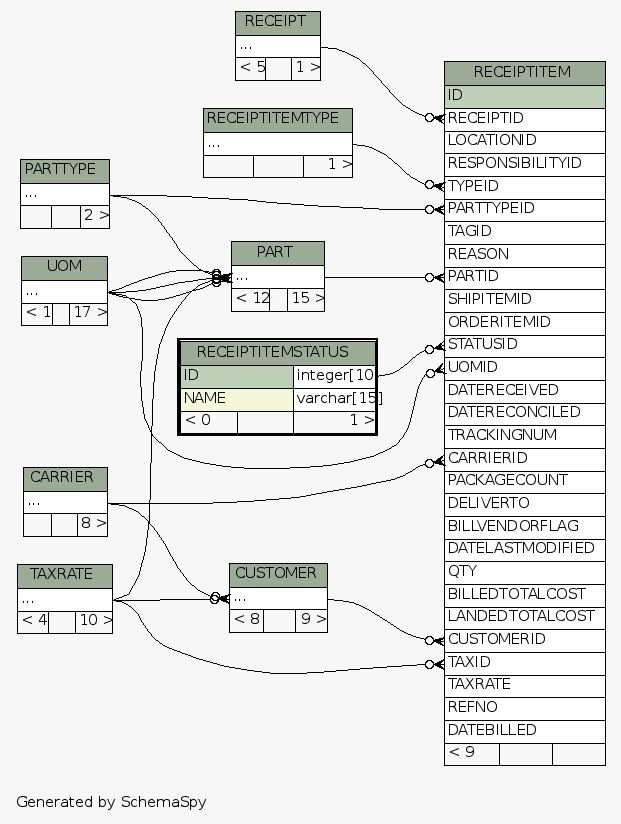 RECEIPT
...
< 5 1 >
RECEIPTITEMTYPE
...
1 >
PARTTYPE
...
2 >
UOM
...
< 1 17 >
PART
...
< 12 15 >
RECEIPTITEMSTATUS
ID integer[10
NAME varchar[15]
< 0 1 >
CARRIER
...
8 >
TAXRATE
...
< 4 10 >
CUSTOMER
...
< 8 9 >
RECEIPTITEM
ID
RECEIPTID
LOCATIONID
RESPONSIBILITYID
TYPEID
PARTTYPEID
TAGID
REASON
PARTID
SHIPITEMID
ORDERITEMID
STATUSID
UOMID
DATERECEIVED
DATERECONCILED
TRACKINGNUM
CARRIERID
PACKAGECOUNT
DELIVERTO
BILLVENDORFLAG
DATELASTMODIFIED
QTY
BILLEDTOTALCOST
LANDEDTOTALCOST
CUSTOMERID
TAXID
TAXRATE
REFNO
DATEBILLED
< 9
Generated by SchemaSpy